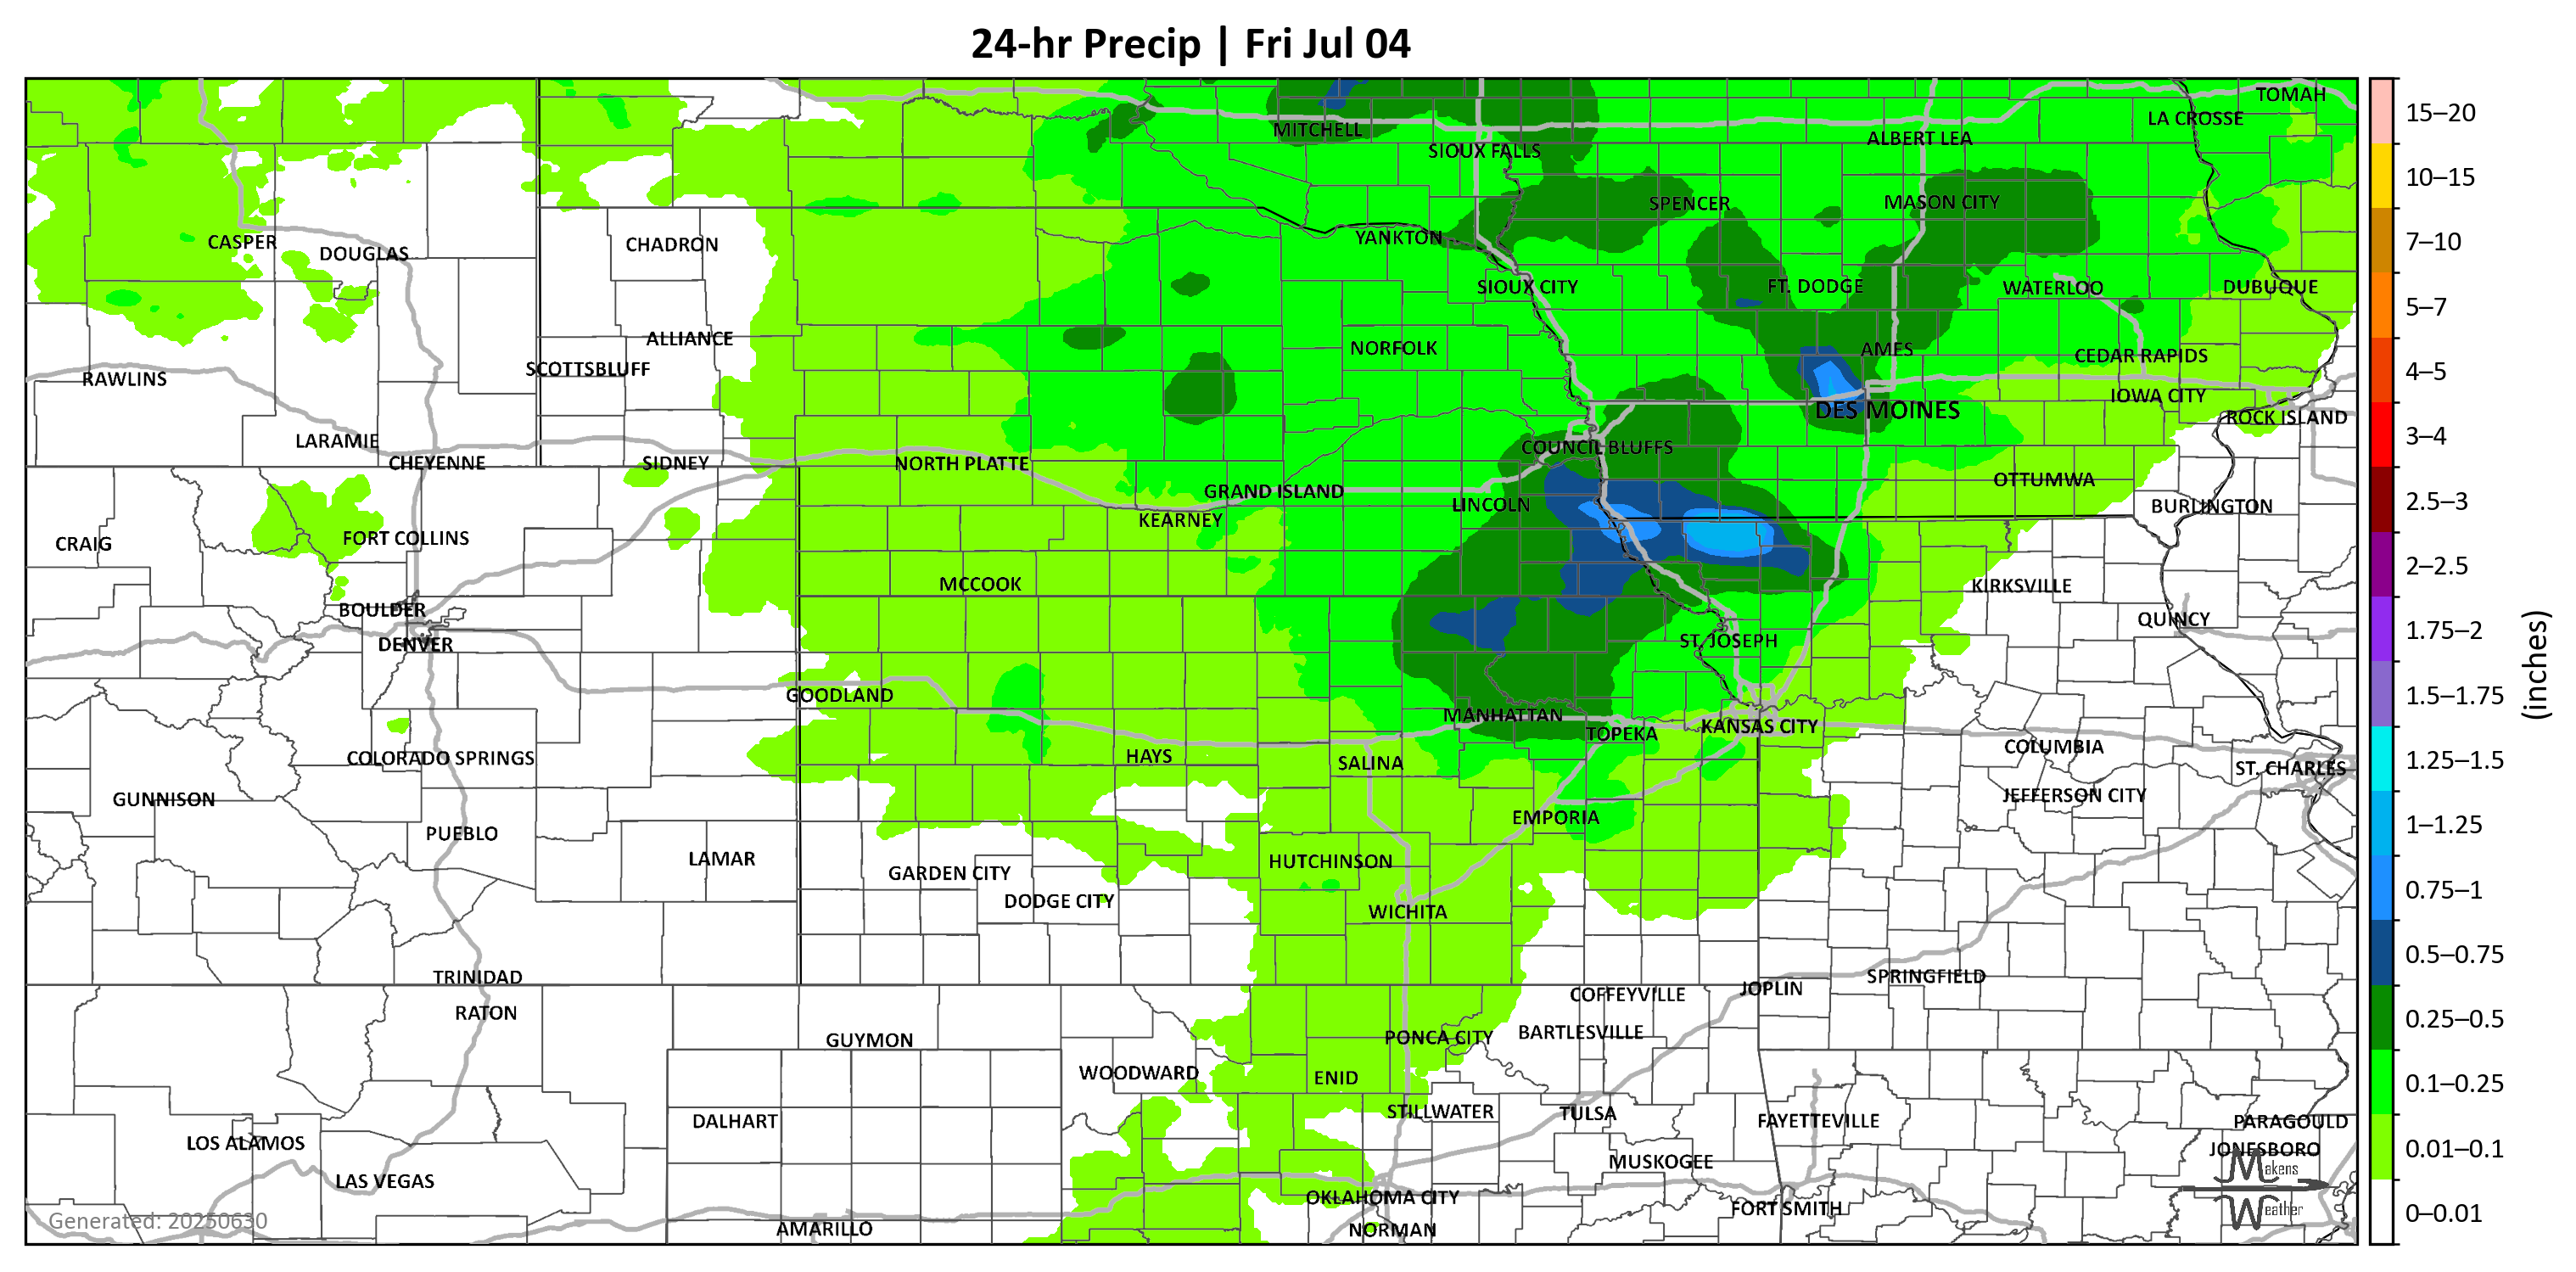 24-hr Precip | Fri Jul 04
TOMAH
LA CROSSE
MITCHELL
ALBERT LEA
SIOUX FALLS
SPENCER
MASON CITY
YANKTON
CASPER
CHADRON
DOUGLAS
SIOUX CITY
FT. DODGE
WATERLOO
DUBUQUE
ALLIANCE
NORFOLK
AMES
CEDAR RAPIDS
SCOTTSBLUFF
RAWLINS
IOWA CITY
DES MOINES
ROCK ISLAND
LARAMIE
COUNCIL BLUFFS
CHEYENNE
SIDNEY
NORTH PLATTE
OTTUMWA
GRAND ISLAND
LINCOLN
BURLINGTON
KEARNEY
CRAIG
FORT COLLINS
MCCOOK
KIRKSVILLE
BOULDER
QUINCY
DENVER
ST. JOSEPH
GOODLAND
MANHATTAN
TOPEKA
KANSAS CITY
COLUMBIA
COLORADO SPRINGS
HAYS
SALINA
ST. CHARLES
GUNNISON
JEFFERSON CITY
EMPORIA
PUEBLO
LAMAR
HUTCHINSON
GARDEN CITY
DODGE CITY
WICHITA
TRINIDAD
SPRINGFIELD
JOPLIN
COFFEYVILLE
RATON
BARTLESVILLE
PONCA CITY
GUYMON
WOODWARD
ENID
STILLWATER
TULSA
DALHART
FAYETTEVILLE
PARAGOULD
LOS ALAMOS
JONESBORO
MUSKOGEE
LAS VEGAS
OKLAHOMA CITY
FORT SMITH
AMARILLO
NORMAN
Generated: 20250630
Makens
Weather
15–20
10–15
7–10
5–7
4–5
3–4
2.5–3
2–2.5
1.75–2
1.5–1.75
1.25–1.5
1–1.25
0.75–1
0.5–0.75
0.25–0.5
0.1–0.25
0.01–0.1
0–0.01
(inches)